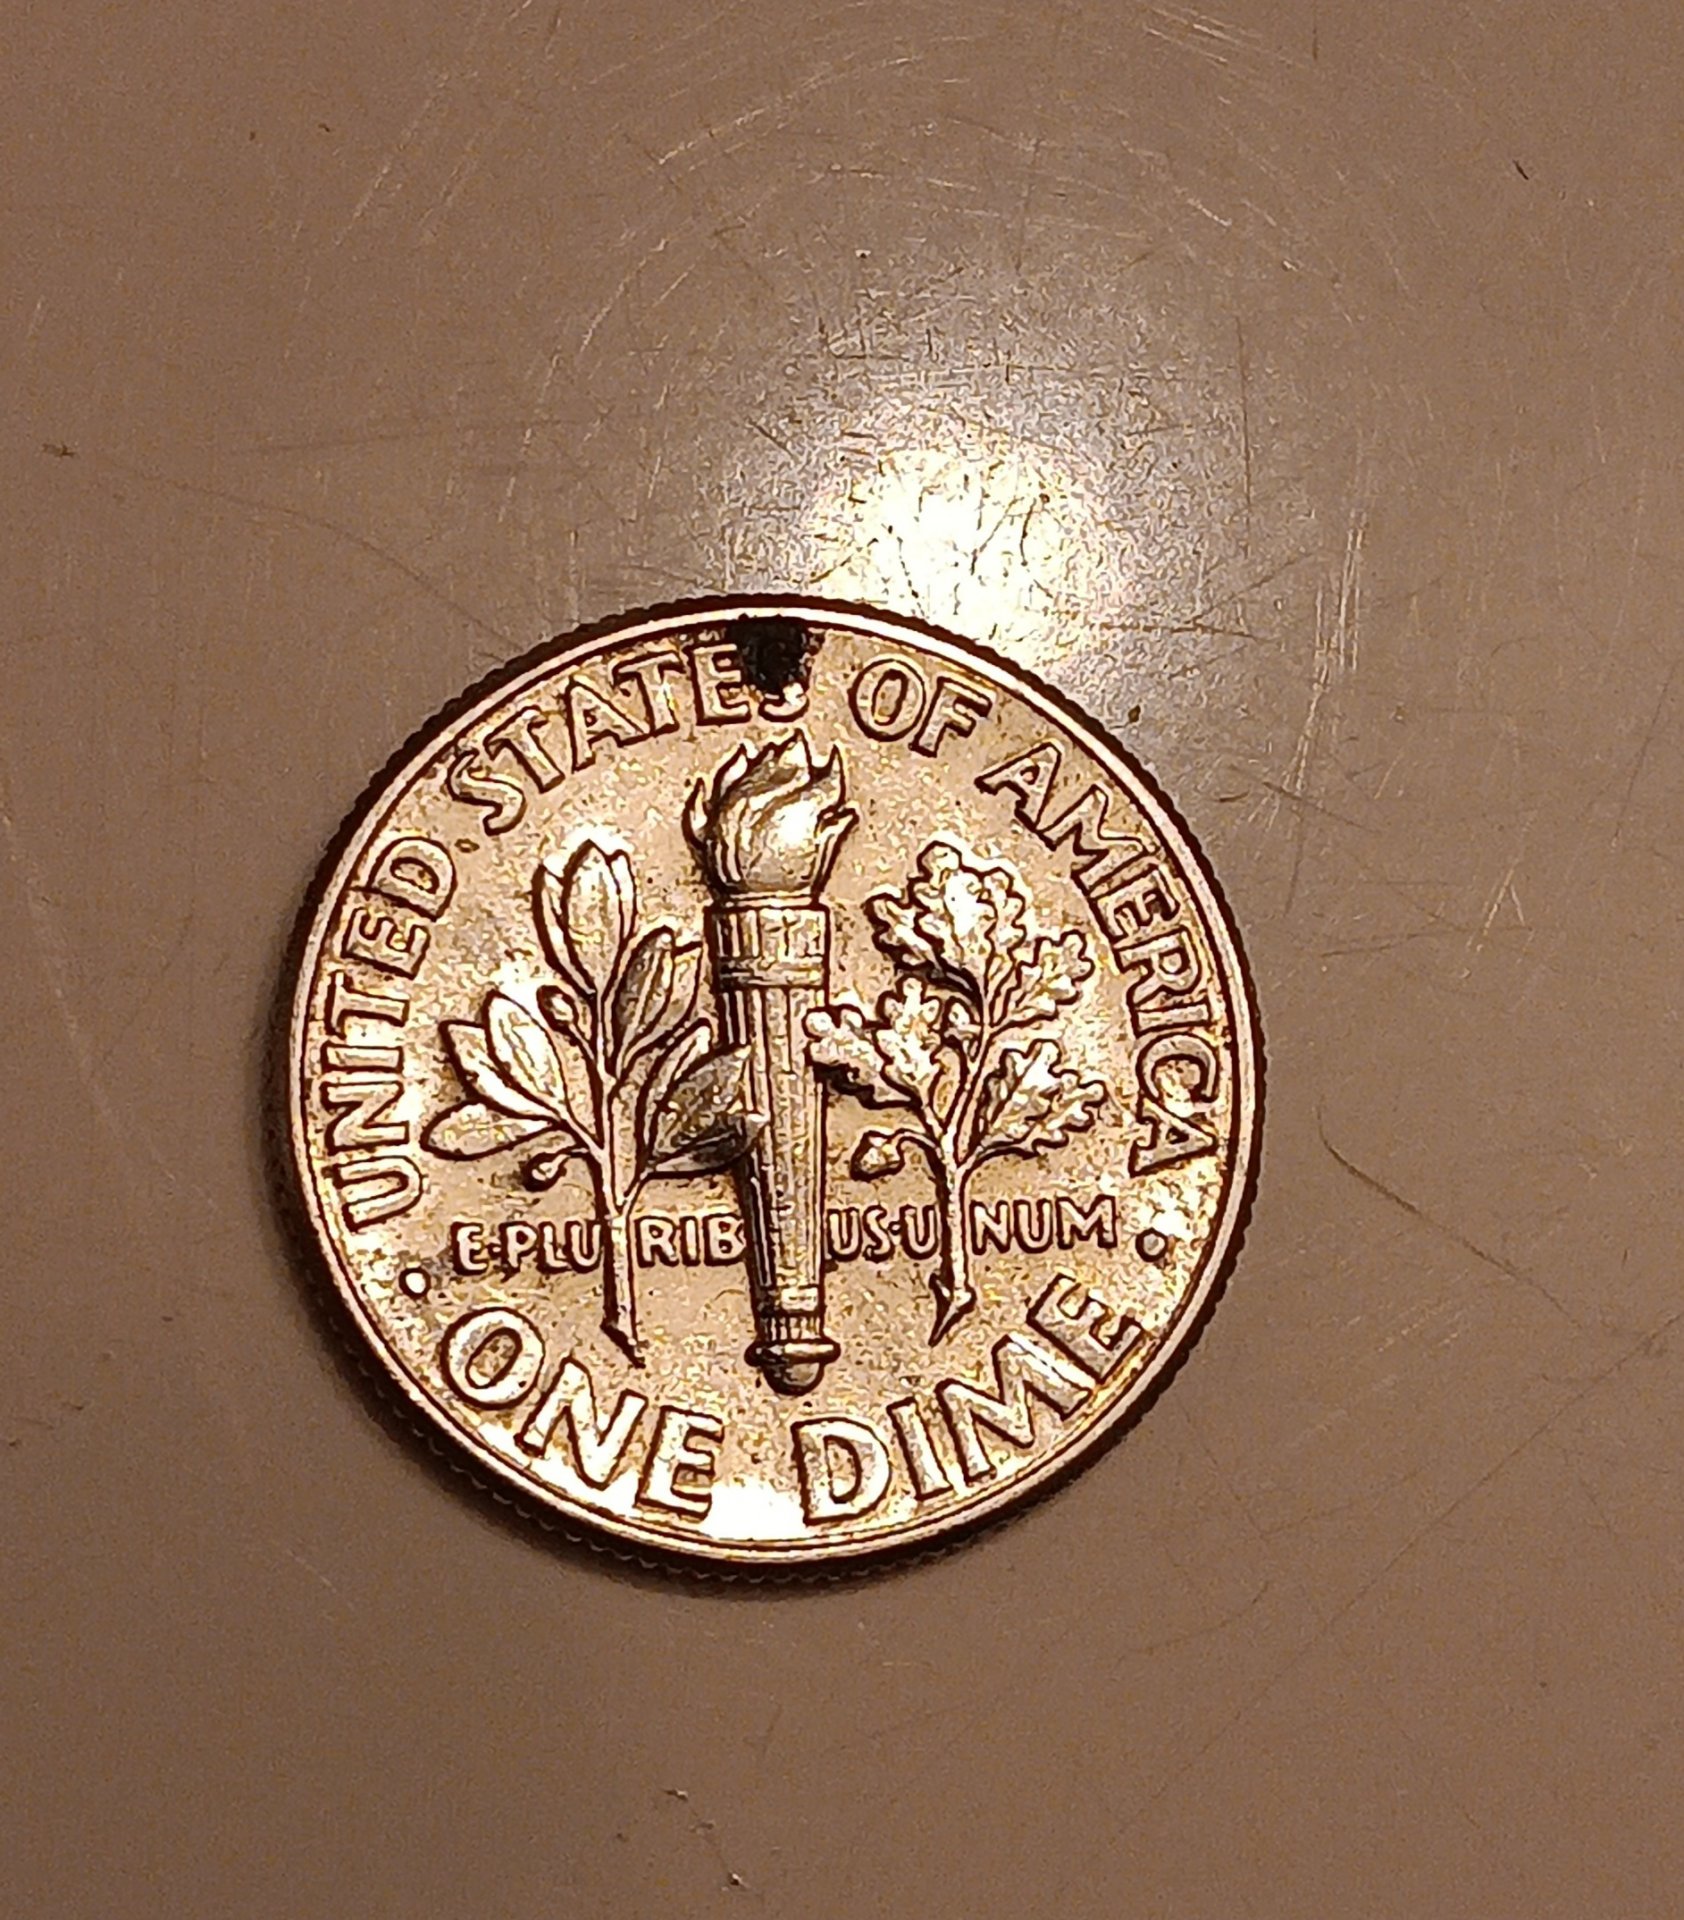 UNITED STATES OF AMERICA
E·PLURIBUS·UNUM
· ONE DIME ·